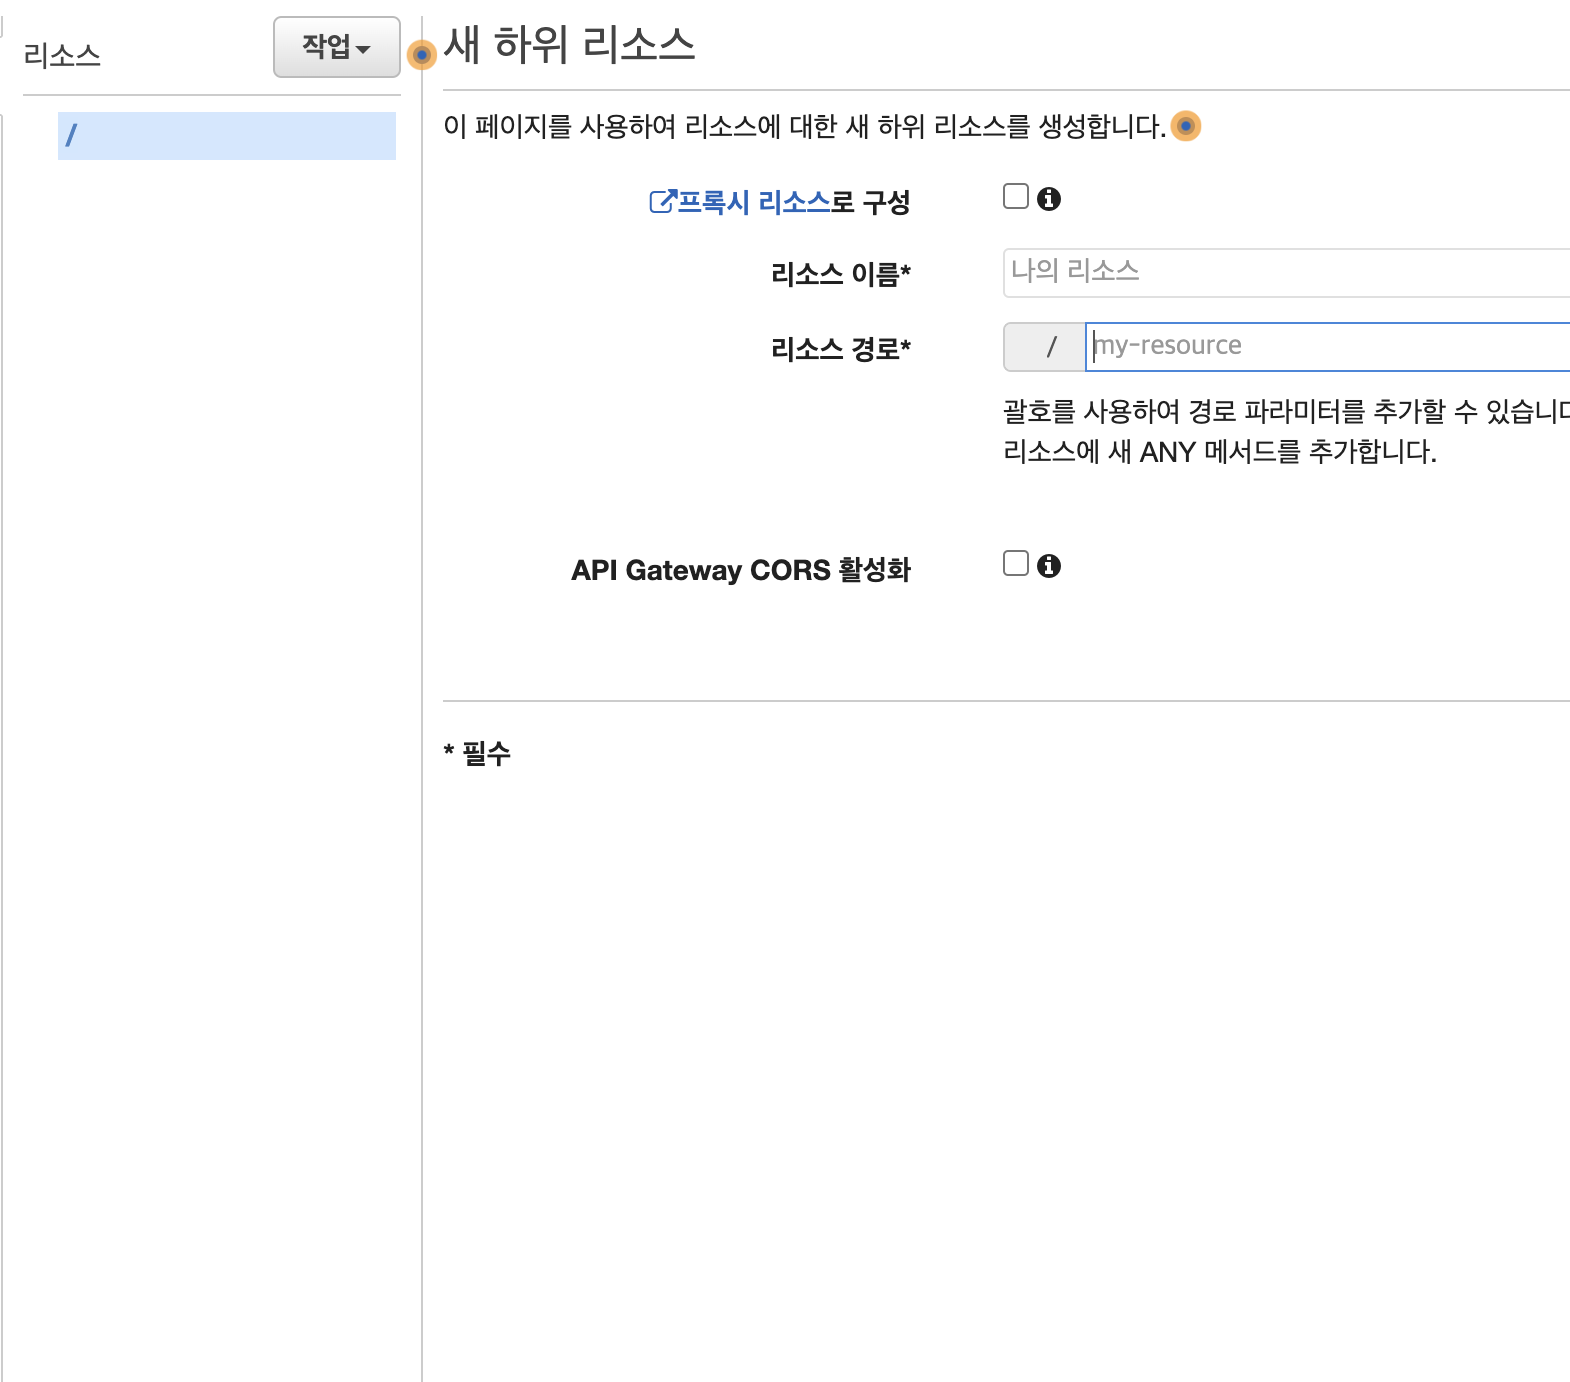 리소스
작업
/
새 하위 리소스
이 페이지를 사용하여 리소스에 대한 새 하위 리소스를 생성합니다.
프록시 리소스로 구성
리소스 이름*
나의 리소스
리소스 경로*
/
my-resource
괄호를 사용하여 경로 파라미터를 추가할 수 있습니다
리소스에 새 ANY 메서드를 추가합니다.
API Gateway CORS 활성화
* 필수